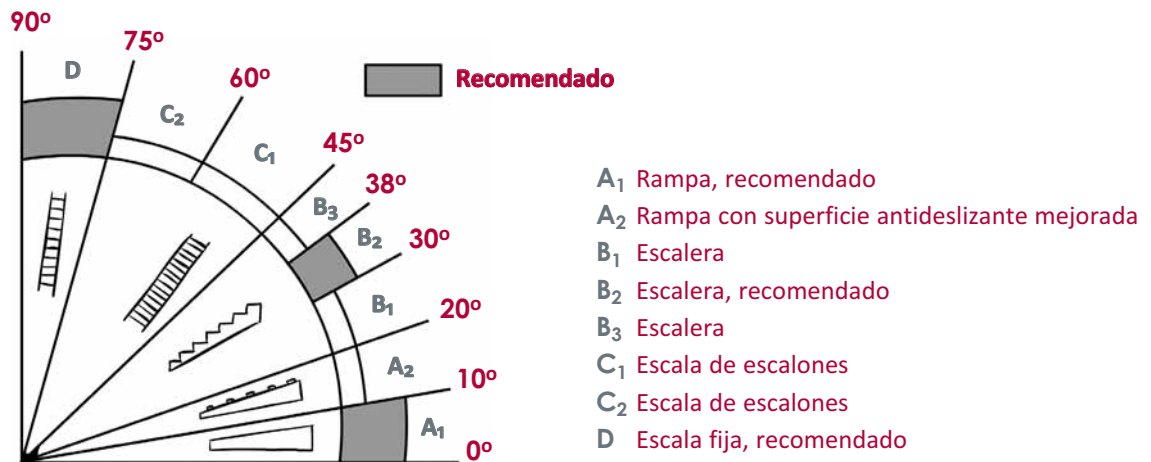 90º
75º
D
60º
Recomendado
C₂
C₁
45º
38º
B₃
B₂
30º
B₁
20º
A₂
10º
A₁
0º
A₁ Rampa, recomendado
A₂ Rampa con superficie antideslizante mejorada
B₁ Escalera
B₂ Escalera, recomendado
B₃ Escalera
C₁ Escala de escalones
C₂ Escala de escalones
D Escala fija, recomendado